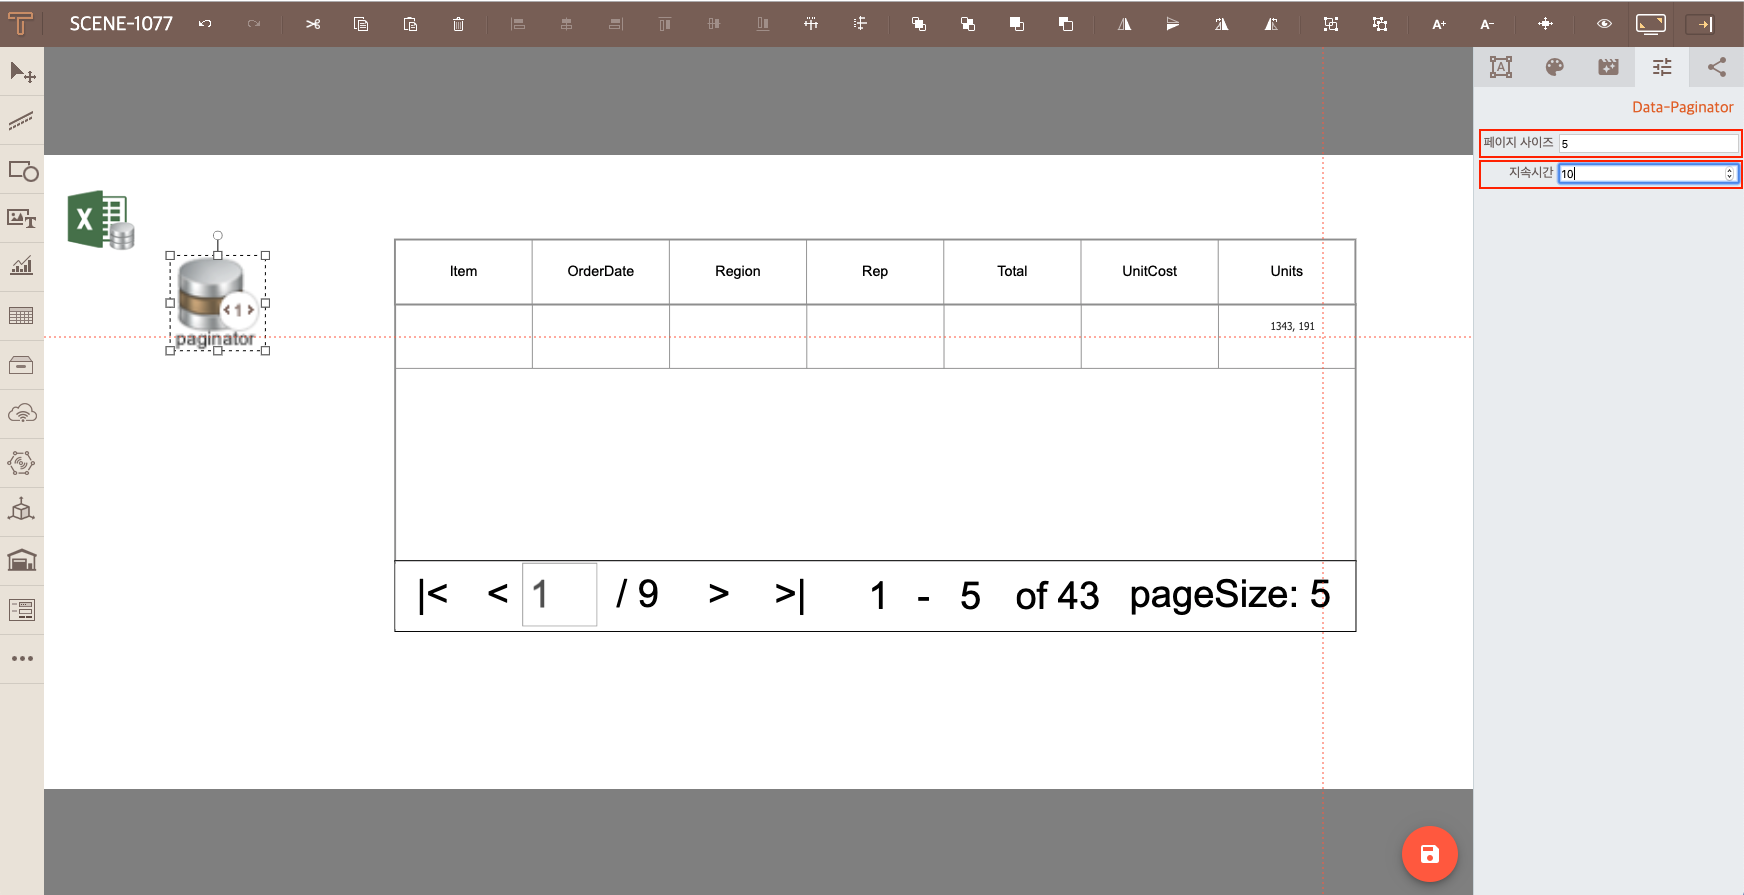 SCENE-1077
A+
A-
A
Data-Paginator
페이지 사이즈 5
지속시간 10
X
<1>
paginator
Item OrderDate Region Rep Total UnitCost Units
1343, 191
|< < 1 / 9 > >| 1 - 5 of 43 pageSize: 5